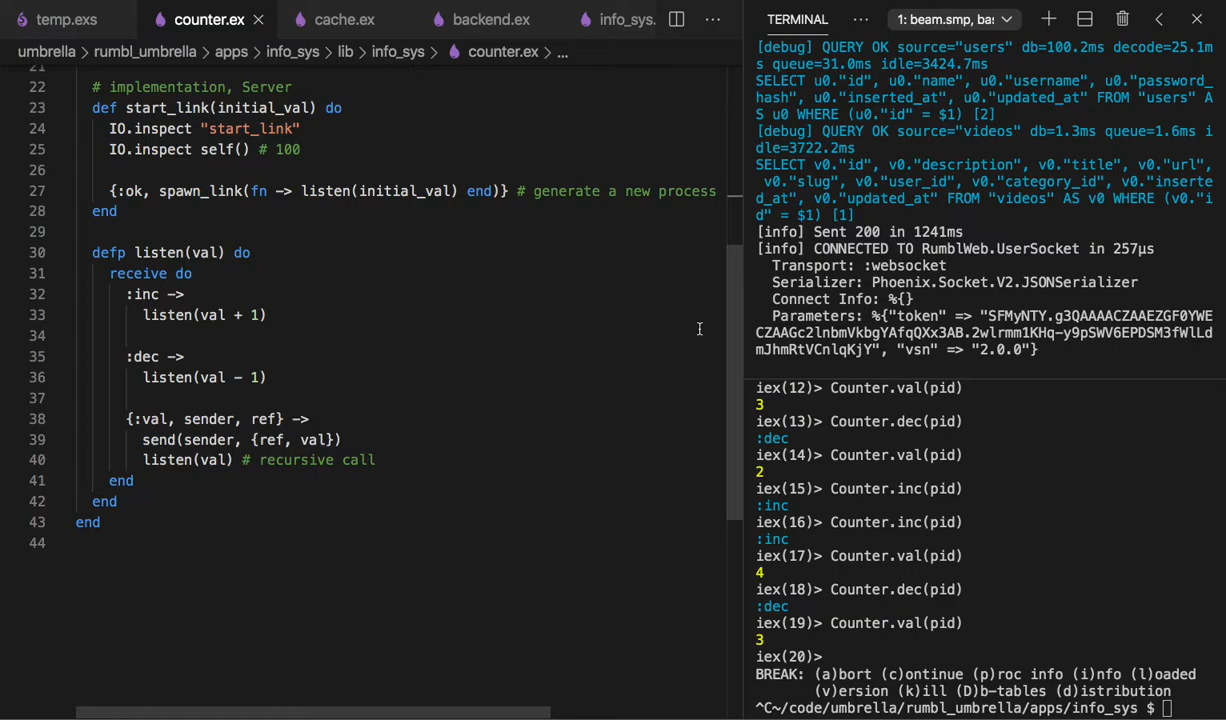 temp.exs
counter.ex
cache.ex
backend.ex
info_sys.
umbrella > rumbl_umbrella > apps > info_sys > lib > info_sys > counter.ex > ...
21
22 # implementation, Server
23 def start_link(initial_val) do
24 IO.inspect "start_link"
25 IO.inspect self() # 100
26
27 {:ok, spawn_link(fn -> listen(initial_val) end)} # generate a new process
28 end
29
30 defp listen(val) do
31 receive do
32 :inc ->
33 listen(val + 1)
34
35 :dec ->
36 listen(val - 1)
37
38 {:val, sender, ref} ->
39 send(sender, {ref, val})
40 listen(val) # recursive call
41 end
42 end
43 end
44
TERMINAL
1: beam.smp, bas
[debug] QUERY OK source="users" db=100.2ms decode=25.1m
s queue=31.0ms idle=3424.7ms
SELECT u0."id", u0."name", u0."username", u0."password_
hash", u0."inserted_at", u0."updated_at" FROM "users" A
S u0 WHERE (u0."id" = $1) [2]
[debug] QUERY OK source="videos" db=1.3ms queue=1.6ms i
dle=3722.2ms
SELECT v0."id", v0."description", v0."title", v0."url",
v0."slug", v0."user_id", v0."category_id", v0."inserte
d_at", v0."updated_at" FROM "videos" AS v0 WHERE (v0."i
d" = $1) [1]
[info] Sent 200 in 1241ms
[info] CONNECTED TO RumblWeb.UserSocket in 257µs
Transport: :websocket
Serializer: Phoenix.Socket.V2.JSONSerializer
Connect Info: %{}
Parameters: %{"token" => "SFMyNTY.g3QAAAACZAAEZGF0YWE
CZAAGc2lnbmVkbgYAfqQXx3AB.2wlrmm1KHq-y9pSWV6EPDSM3fWlLd
mJhmRtVCnlqKjY", "vsn" => "2.0.0"}
iex(12)> Counter.val(pid)
3
iex(13)> Counter.dec(pid)
:dec
iex(14)> Counter.val(pid)
2
iex(15)> Counter.inc(pid)
:inc
iex(16)> Counter.inc(pid)
:inc
iex(17)> Counter.val(pid)
4
iex(18)> Counter.dec(pid)
:dec
iex(19)> Counter.val(pid)
3
iex(20)>
BREAK: (a)bort (c)ontinue (p)roc info (i)nfo (l)oaded
(v)ersion (k)ill (D)b-tables (d)istribution
^C~/code/umbrella/rumbl_umbrella/apps/info_sys $